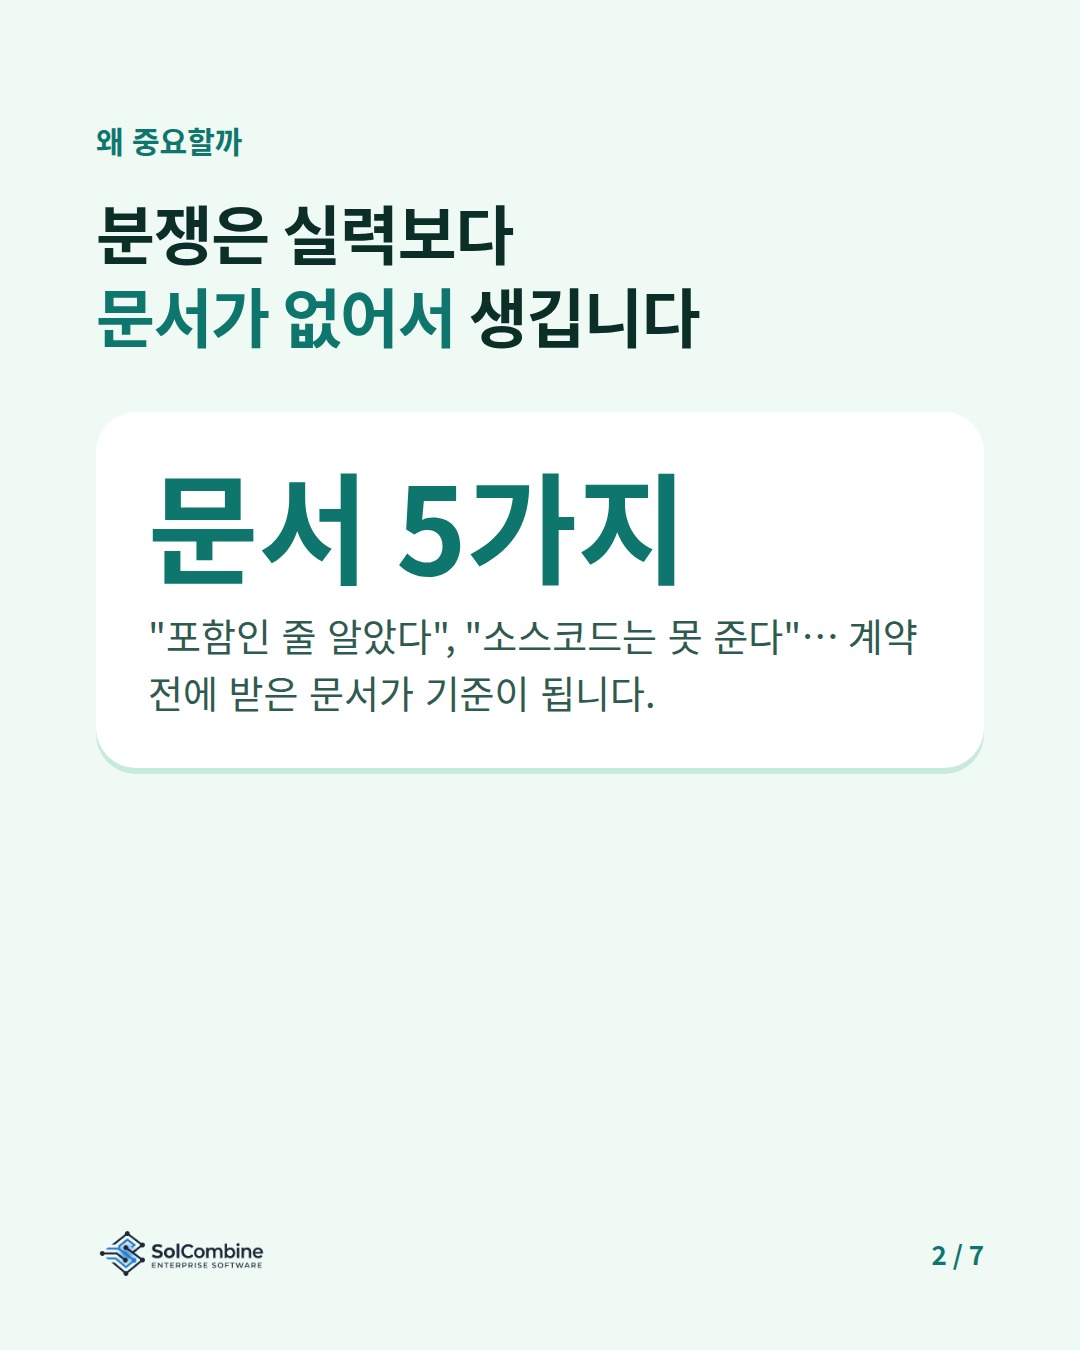 왜 중요할까
분쟁은 실력보다
문서가 없어서 생깁니다
문서 5가지
"포함인 줄 알았다", "소스코드는 못 준다"… 계약
전에 받은 문서가 기준이 됩니다.
SolCombine
ENTERPRISE SOFTWARE
2 / 7